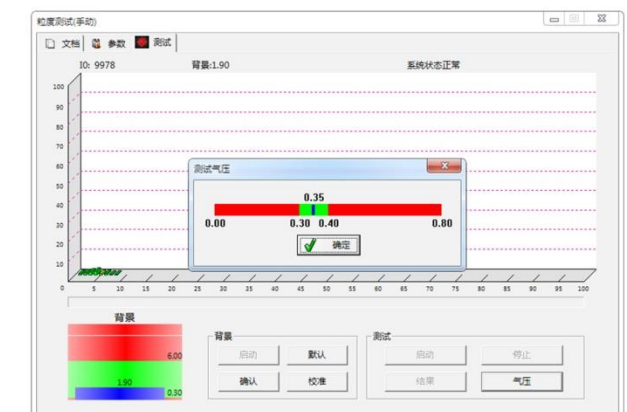 粒度测试(手动)
文档 参数 测试
IO: 9978 背景:1.90 系统状态正常
100
90
80
70
60
50
40
30
20
10
0 5 10 15 20 25 30 35 40 45 50 55 60 65 70 75 80 85 90 95 100
测试气压
0.35
0.00 0.30 0.40 0.80
确定
背景
6.00
1.90
0.30
背景
启动 默认
确认 校准
测试
启动 停止
结果 气压